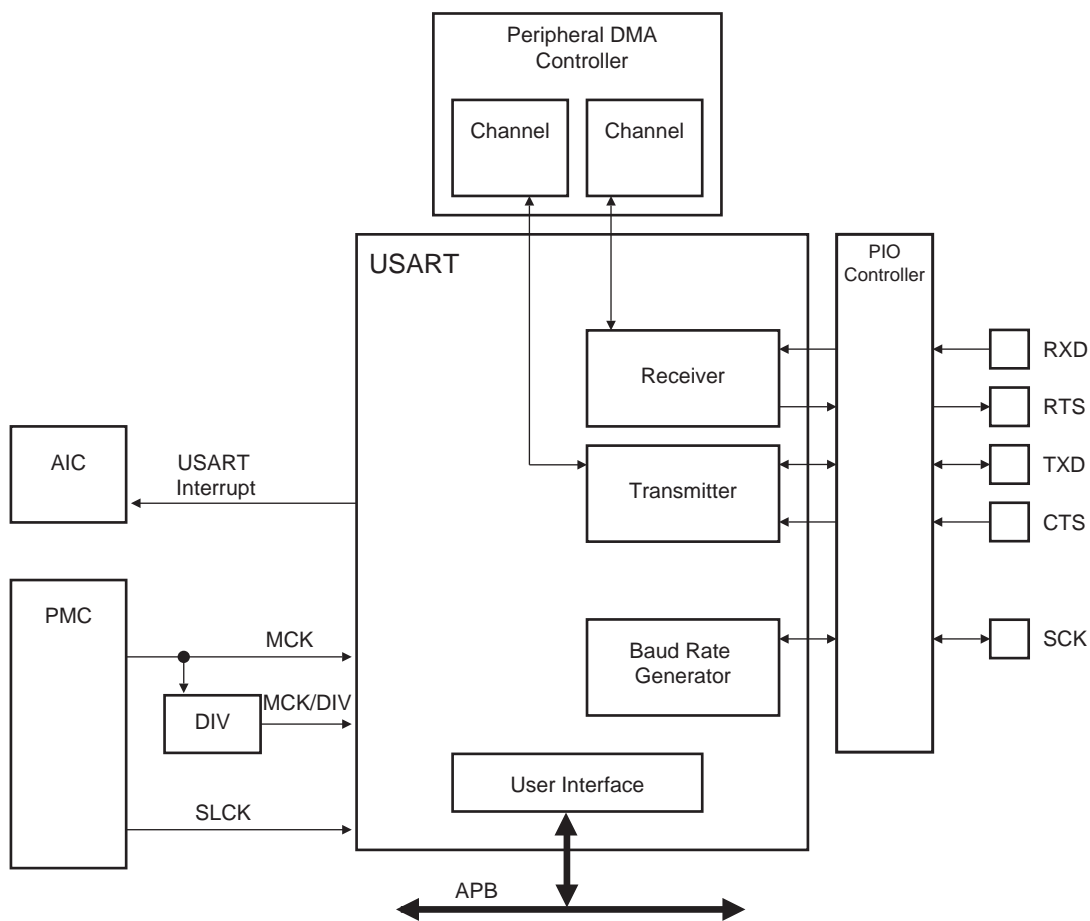 Peripheral DMA
Controller
Channel
Channel
USART
PIO
Controller
Receiver
RXD
RTS
AIC
USART
Interrupt
Transmitter
TXD
CTS
PMC
MCK
Baud Rate
Generator
SCK
DIV
MCK/DIV
User Interface
SLCK
APB